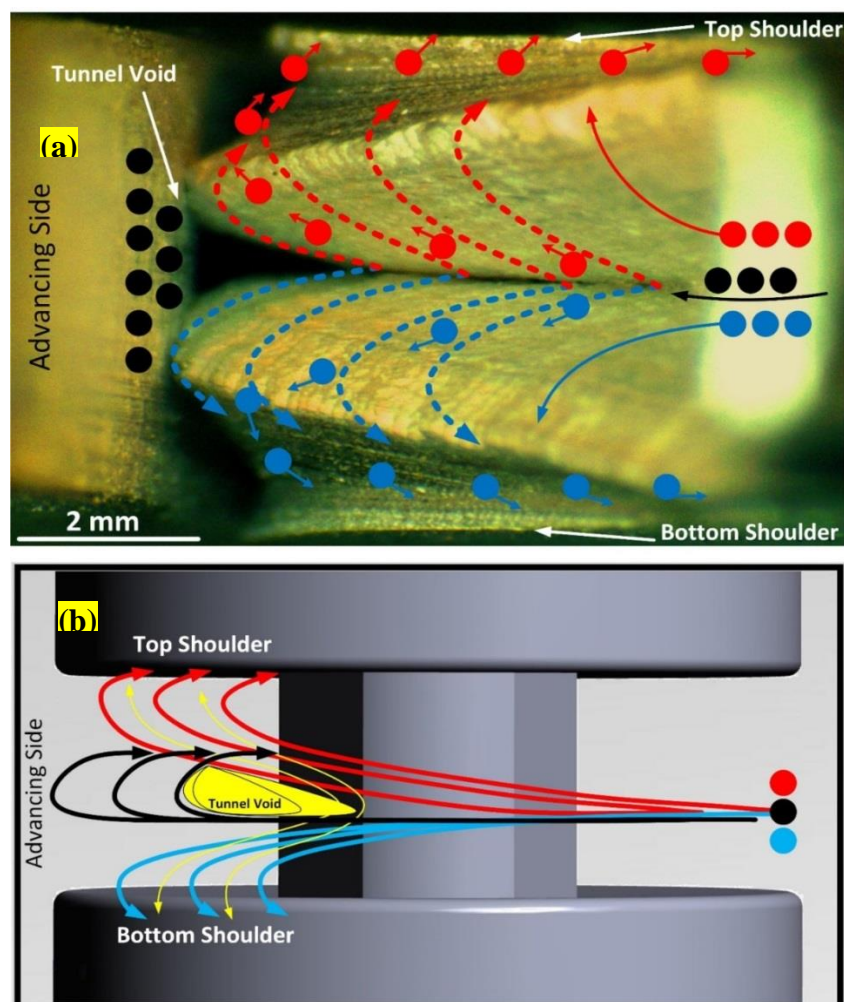 Top Shoulder
Tunnel Void
(a)
Advancing Side
2 mm
Bottom Shoulder
(b)
Top Shoulder
Advancing Side
Tunnel Void
Bottom Shoulder